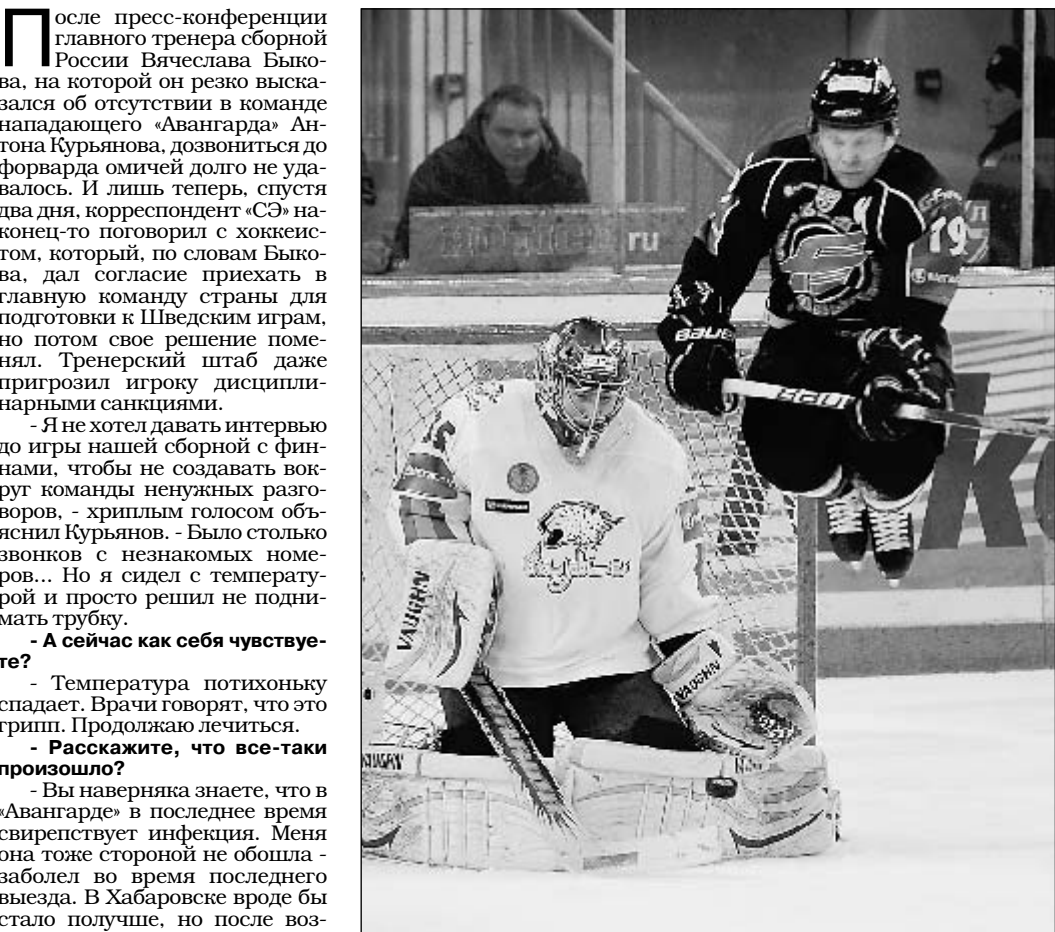 После пресс-конференции
главного тренера сборной
России Вячеслава Быко-
ва, на которой он резко выска-
зался об отсутствии в команде
нападающего «Авангарда» Ан-
тона Курьянова, дозвониться до
форварда омичей долго не уда-
валось. И лишь теперь, спустя
два дня, корреспондент «СЭ» на-
конец-то поговорил с хоккеис-
том, который, по словам Быко-
ва, дал согласие приехать в
главную команду страны для
подготовки к Шведским играм,
но потом свое решение поме-
нял. Тренерский штаб даже
пригрозил игроку дисципли-
нарными санкциями.
- Я не хотел давать интервью
до игры нашей сборной с фин-
нами, чтобы не создавать вок-
руг команды ненужных разго-
воров, - хриплым голосом объ-
яснил Курьянов. - Было столько
звонков с незнакомых номе-
ров... Но я сидел с температу-
рой и просто решил не подни-
мать трубку.
- А сейчас как себя чувствуе-
те?
- Температура потихоньку
спадает. Врачи говорят, что это
грипп. Продолжаю лечиться.
- Расскажите, что все-таки
произошло?
- Вы наверняка знаете, что в
«Авангарде» в последнее время
свирепствует инфекция. Меня
она тоже стороной не обошла -
заболел во время последнего
выезда. В Хабаровске вроде бы
стало получше, но после воз-
ru
19
BAUER
VAUGHN
VAUGHN
VAUGHN